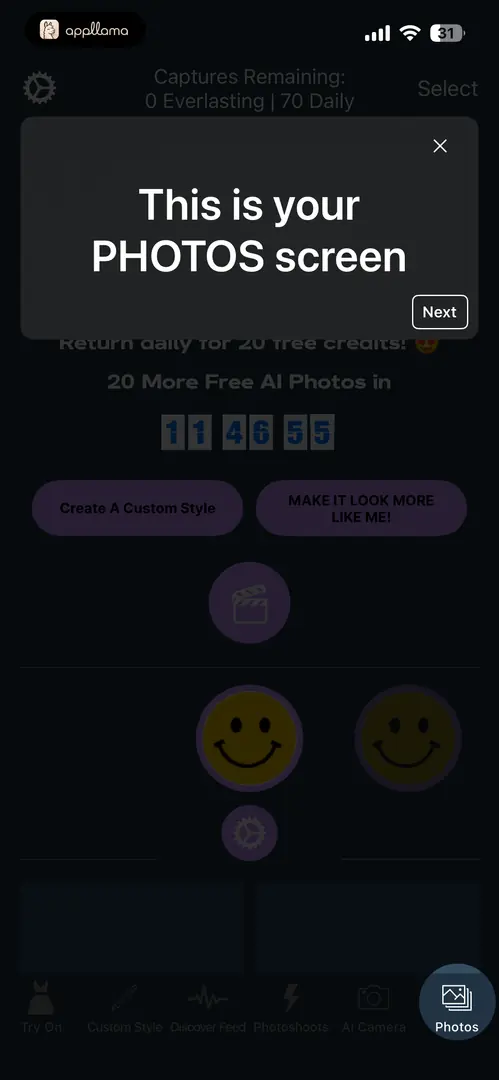 appllama
31
Captures Remaining:
0 Everlasting | 70 Daily
Select
This is your
PHOTOS screen
Next
Return daily for 20 free credits!
20 More Free AI Photos in
11 46 55
Create A Custom Style
MAKE IT LOOK MORE
LIKE ME!
Try On
Custom Style
Discover Feed
Photoshoots
AI Camera
Photos